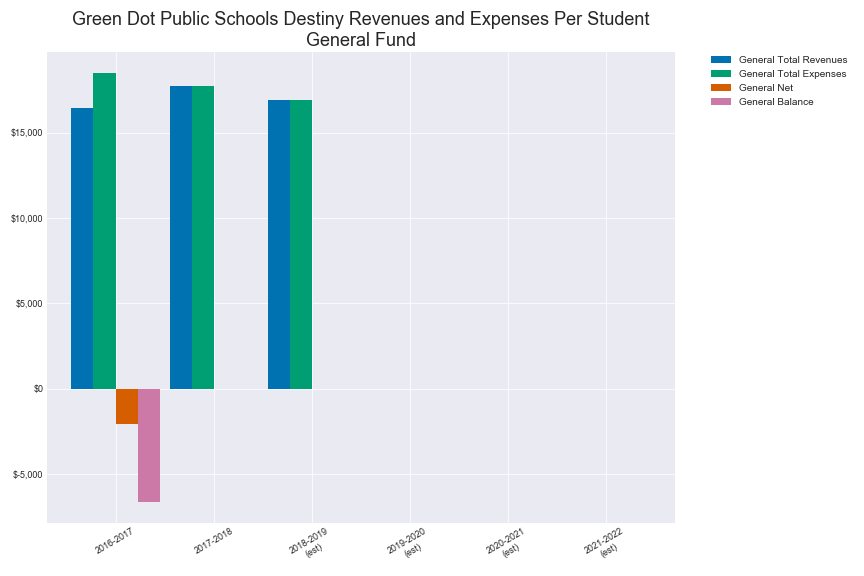 Green Dot Public Schools Destiny Revenues and Expenses Per Student
General Fund
General Total Revenues
General Total Expenses
General Net
General Balance
$15,000
$10,000
$5,000
$0
$-5,000
2016-2017
2017-2018
2018-2019
(est)
2019-2020
(est)
2020-2021
(est)
2021-2022
(est)